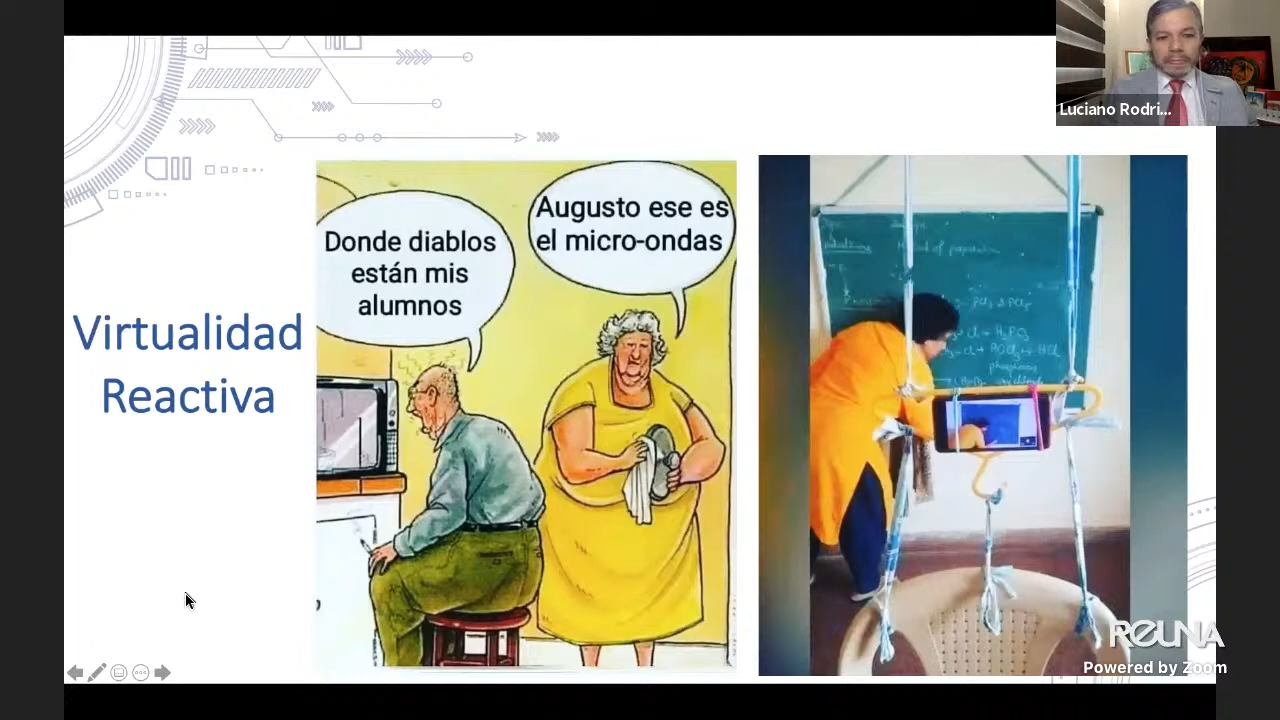 Luciano Rodri...
Virtualidad
Reactiva
Donde diablos
están mis
alumnos
Augusto ese es
el micro-ondas
REUNA
Powered by Zoom